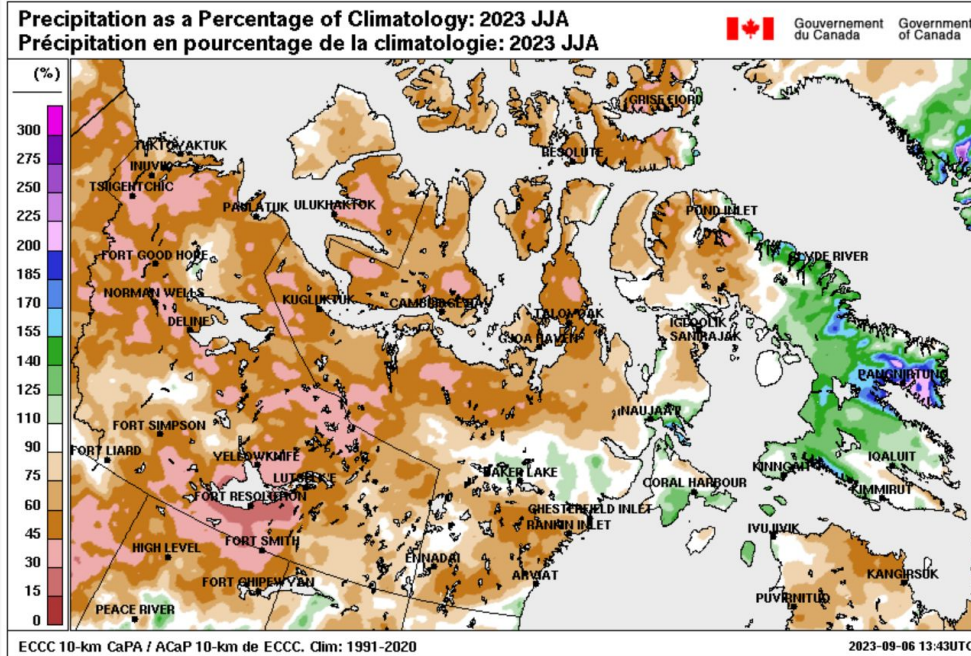 Precipitation as a Percentage of Climatology: 2023 JJA
Précipitation en pourcentage de la climatologie: 2023 JJA
Gouvernement du Canada
Government of Canada
(%)
300
275
250
225
200
185
170
155
140
125
110
90
75
60
45
30
15
0
GRISE FIORD
RESOLUTE
TUKTOYAKTUK
INUVIK
TSIIGEHTCHIC
PAULATUK
ULUKHAKTOK
POND INLET
CLYDE RIVER
FORT GOOD HOPE
NORMAN WELLS
DELINE
KUGLUKTUK
CAMBRIDGE BAY
TALOYOAK
GJOA HAVEN
IGLOOLIK
SANIRAJAK
PANGNIRTUNG
NAUJAAT
FORT SIMPSON
FORT LIARD
YELLOWKNIFE
LUTSELK'E
FORT RESOLUTION
BAKER LAKE
CORAL HARBOUR
KINNGAIT
IQALUIT
KIMMIRUT
CHESTERFIELD INLET
RANKIN INLET
IVUJIVIK
HIGH LEVEL
FORT SMITH
ENNADAI
ARVIAT
KANGIRSUK
PUVIRNITUQ
FORT CHIPEWYAN
PEACE RIVER
ECCC 10-km CaPA / ACaP 10-km de ECCC. Clim: 1991-2020
2023-09-06 13:43UTC